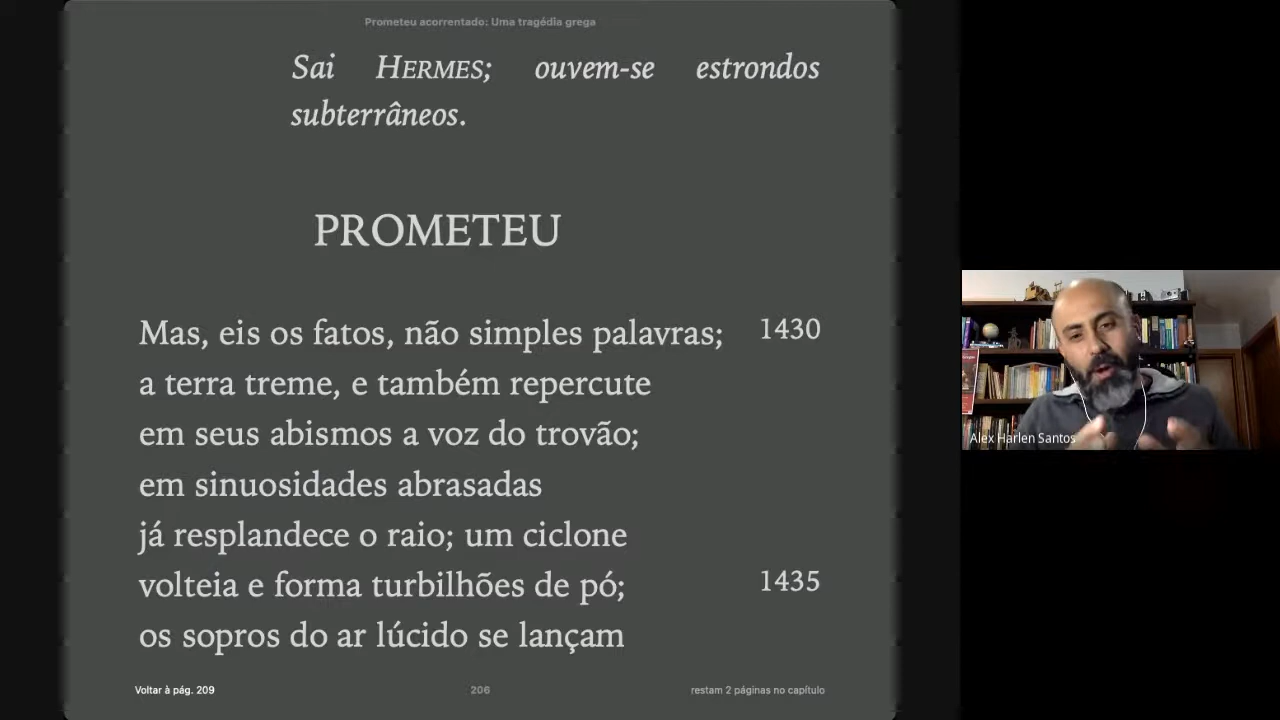 Prometeu acorrentado: Uma tragédia grega
Sai HERMES; ouvem-se estrondos
subterrâneos.
PROMETEU
Mas, eis os fatos, não simples palavras; 1430
a terra treme, e também repercute
em seus abismos a voz do trovão;
em sinuosidades abrasadas
já resplandece o raio; um ciclone
volteia e forma turbilhões de pó; 1435
os sopros do ar lúcido se lançam
Voltar à pág. 209 206 restam 2 páginas no capítulo
Alex Harlen Santos